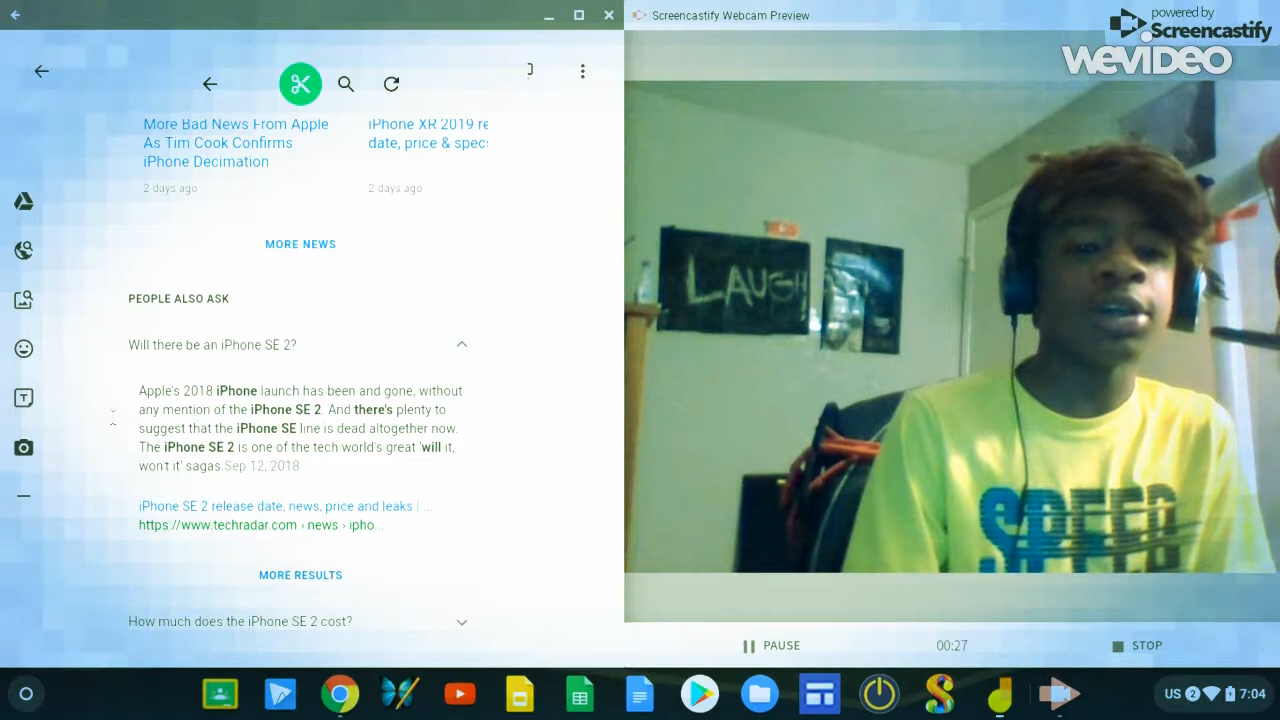 Screencastify Webcam Preview
powered by
Screencastify
WEVIDEO
More Bad News From Apple
As Tim Cook Confirms
iPhone Decimation
2 days ago
iPhone XR 2019 re
date, price & specs
2 days ago
MORE NEWS
PEOPLE ALSO ASK
Will there be an iPhone SE 2?
Apple's 2018 iPhone launch has been and gone, without
any mention of the iPhone SE 2. And there's plenty to
suggest that the iPhone SE line is dead altogether now.
The iPhone SE 2 is one of the tech world's great 'will it,
won't it' sagas.Sep 12, 2018
iPhone SE 2 release date, news, price and leaks | ...
https://www.techradar.com › news › ipho...
MORE RESULTS
How much does the iPhone SE 2 cost?
LAUGH
SPEED
PAUSE
00:27
STOP
US 2 7:04